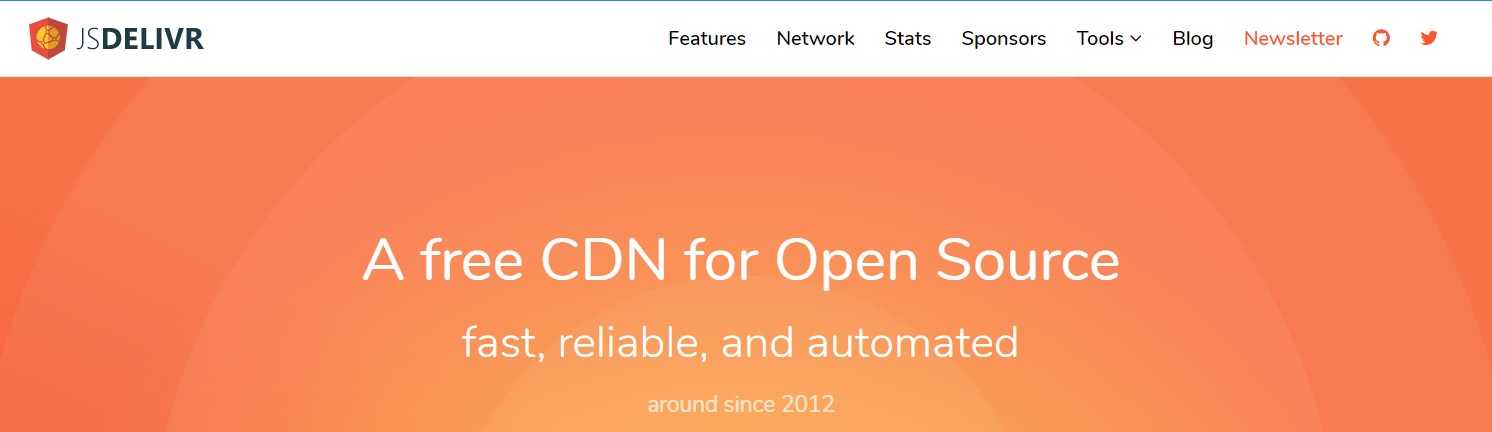 JSDELIVR
Features Network Stats Sponsors Tools Blog Newsletter
A free CDN for Open Source
fast, reliable, and automated
around since 2012